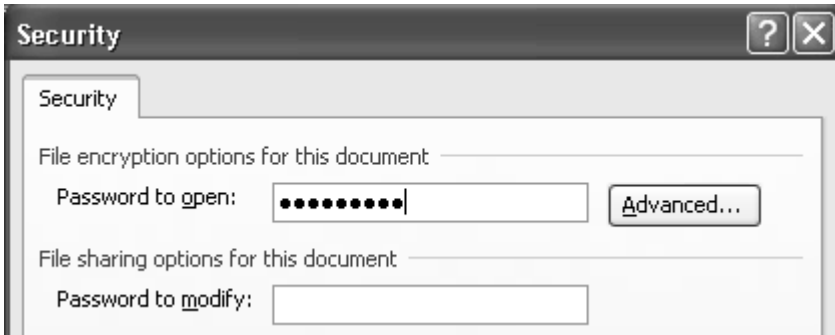 Security
Security
File encryption options for this document
Password to open: ●●●●●●●●● Advanced...
File sharing options for this document
Password to modify: